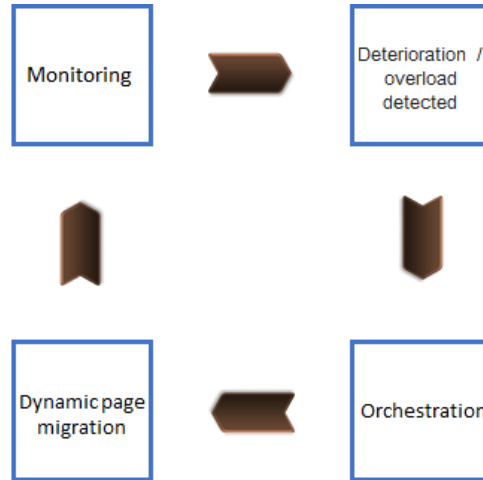 Monitoring
Deterioration /
overload
detected
Dynamic page
migration
Orchestration